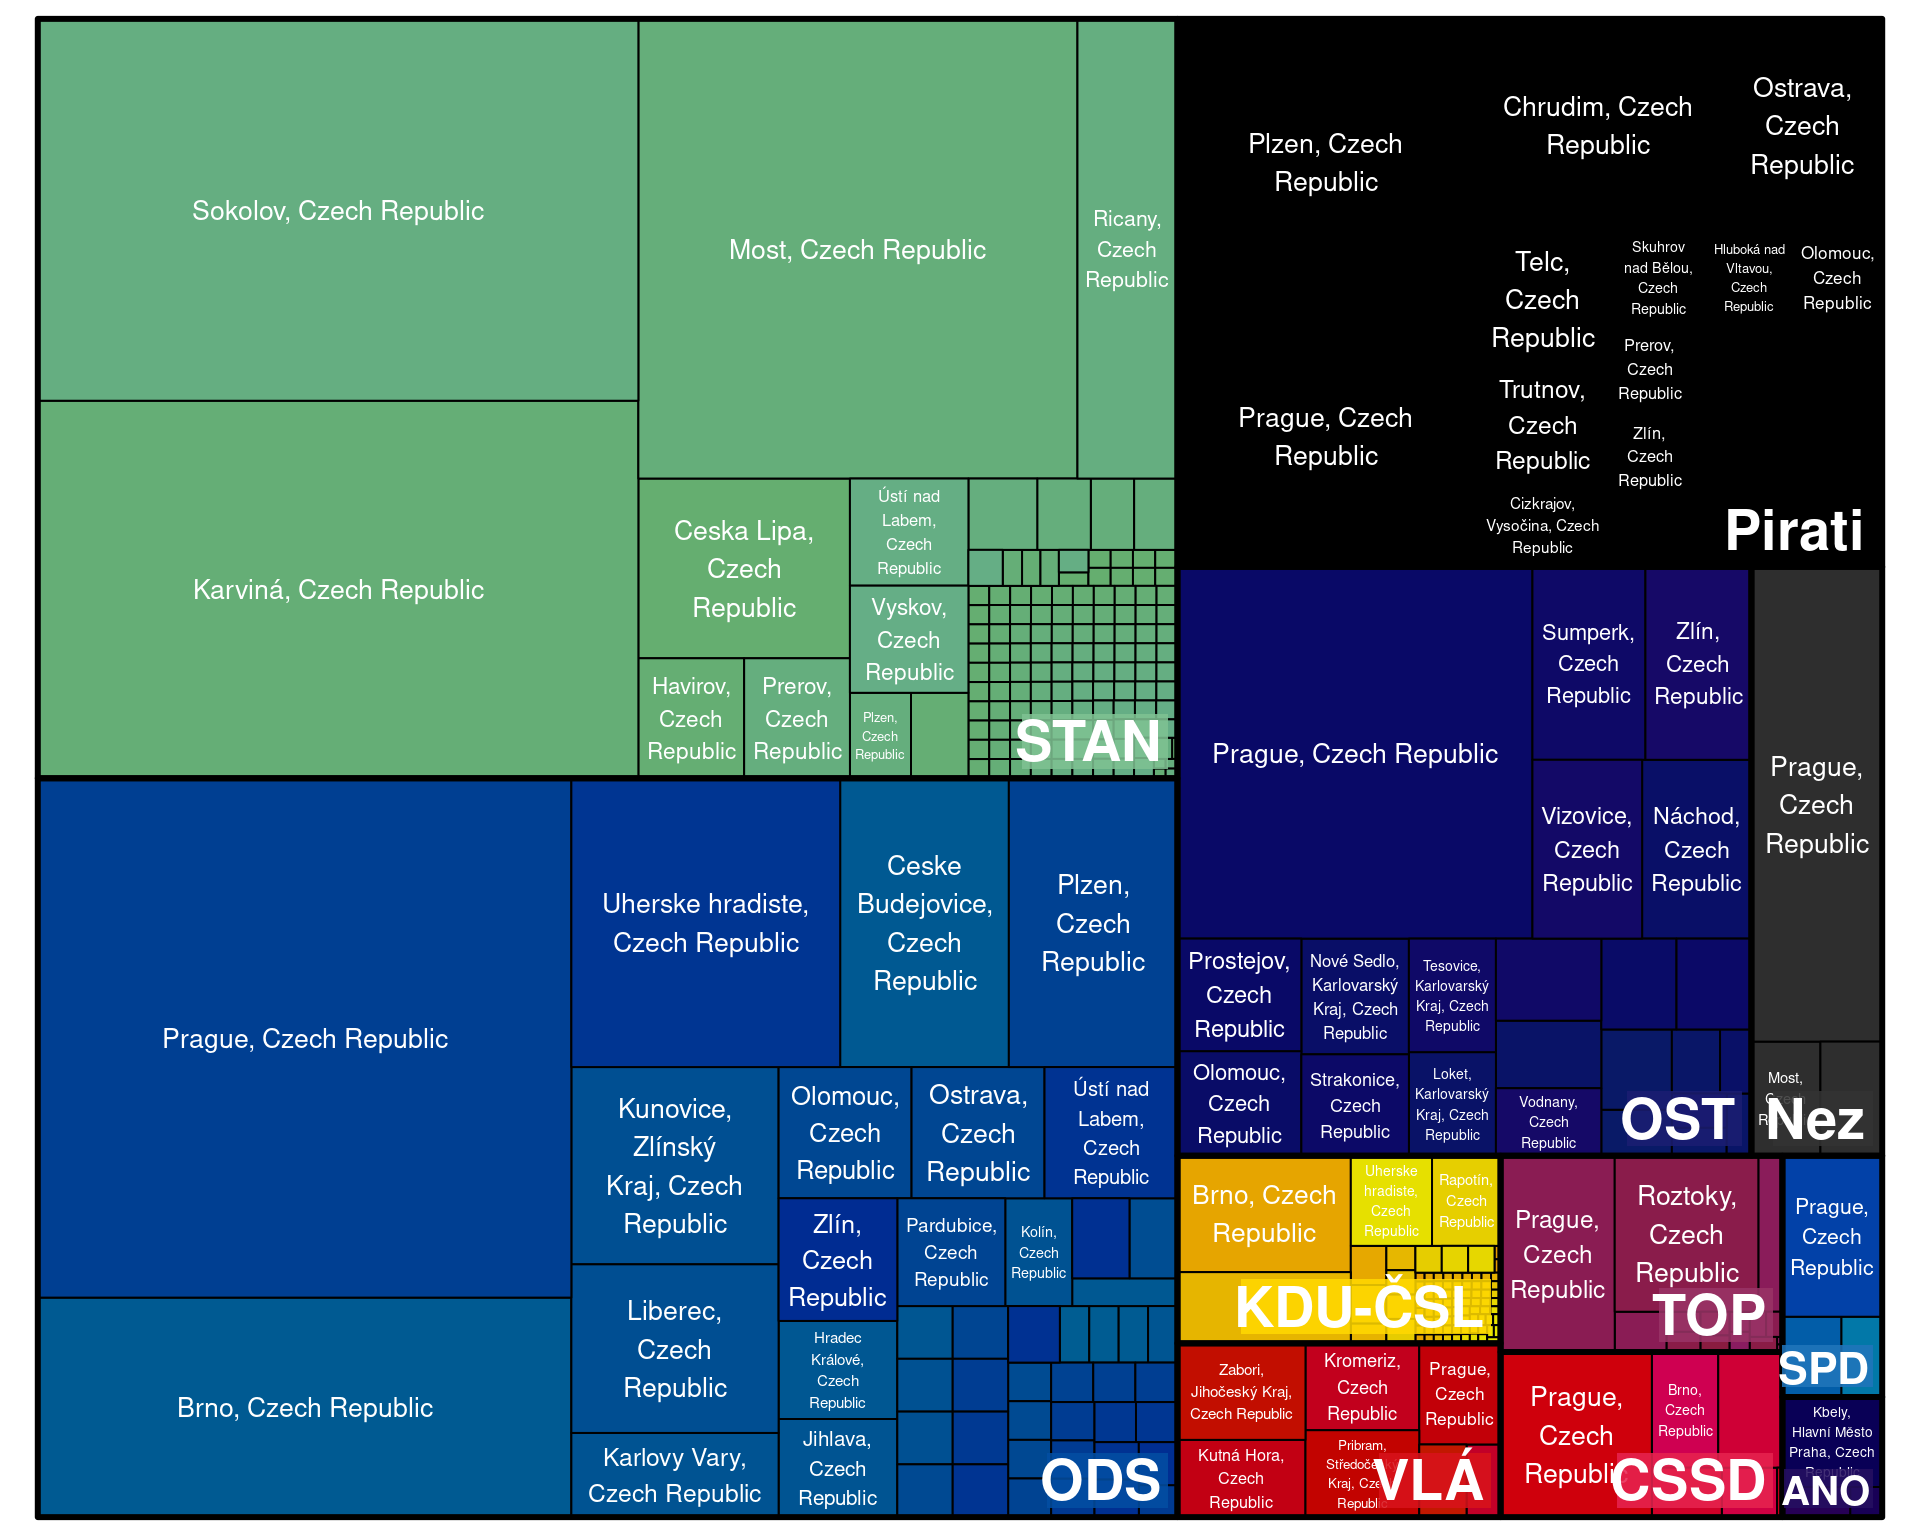 Sokolov, Czech Republic
Karviná, Czech Republic
Most, Czech Republic
Ricany,
Czech
Republic
Ceska Lipa,
Czech
Republic
Ústí nad
Labem,
Czech
Republic
Vyskov,
Czech
Republic
Havirov,
Czech
Republic
Prerov,
Czech
Republic
Plzen,
Czech
Republic
STAN
Plzen, Czech
Republic
Chrudim, Czech
Republic
Ostrava,
Czech
Republic
Prague, Czech
Republic
Telc,
Czech
Republic
Skuhrov
nad Bělou,
Czech
Republic
Hluboká nad
Vltavou,
Czech
Republic
Olomouc,
Czech
Republic
Prerov,
Czech
Republic
Trutnov,
Czech
Republic
Zlín,
Czech
Republic
Cizkrajov,
Vysočina, Czech
Republic
Pirati
Prague, Czech Republic
Brno, Czech Republic
Uherske hradiste,
Czech Republic
Ceske
Budejovice,
Czech
Republic
Plzen,
Czech
Republic
Kunovice,
Zlínský
Kraj, Czech
Republic
Olomouc,
Czech
Republic
Ostrava,
Czech
Republic
Ústí nad
Labem,
Czech
Republic
Liberec,
Czech
Republic
Zlín,
Czech
Republic
Pardubice,
Czech
Republic
Kolín,
Czech
Republic
Hradec
Králové,
Czech
Republic
Karlovy Vary,
Czech Republic
Jihlava,
Czech
Republic
ODS
Prague, Czech Republic
Sumperk,
Czech
Republic
Zlín,
Czech
Republic
Vizovice,
Czech
Republic
Náchod,
Czech
Republic
Prostejov,
Czech
Republic
Nové Sedlo,
Karlovarský
Kraj, Czech
Republic
Tesovice,
Karlovarský
Kraj, Czech
Republic
Olomouc,
Czech
Republic
Strakonice,
Czech
Republic
Loket,
Karlovarský
Kraj, Czech
Republic
Vodnany,
Czech
Republic
OST
Prague,
Czech
Republic
Most,
Czech
Nez
Brno, Czech
Republic
Uherske
hradiste,
Czech
Republic
Rapotín,
Czech
Republic
KDU-ČSL
Prague,
Czech
Republic
Roztoky,
Czech
Republic
TOP
Prague,
Czech
Republic
SPD
Zabori,
Jihočeský Kraj,
Czech Republic
Kromeriz,
Czech
Republic
Prague,
Czech
Republic
Kutná Hora,
Czech
Republic
Pribram,
Středočeský
Kraj, Czech
Republic
VLÁ
Prague,
Czech
Republic
Brno,
Czech
Republic
CSSD
Kbely,
Hlavní Město
Praha, Czech
Republic
ANO